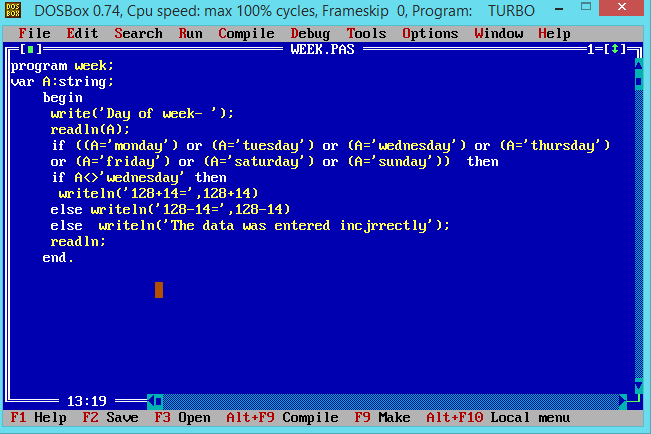 DOSBox 0.74, Cpu speed: max 100% cycles, Frameskip 0, Program: TURBO
File Edit Search Run Compile Debug Tools Options Window Help
WEEK.PAS 1=[↕]
program week;
var A:string;
begin
write('Day of week- ');
readln(A);
if ((A='monday') or (A='tuesday') or (A='wednesday') or (A='thursday')
or (A='friday') or (A='saturday') or (A='sunday')) then
if A<>'wednesday' then
writeln('128+14=',128+14)
else writeln('128-14=',128-14)
else writeln('The data was entered incjrrectly');
readln;
end.
13:19
F1 Help F2 Save F3 Open Alt+F9 Compile F9 Make Alt+F10 Local menu